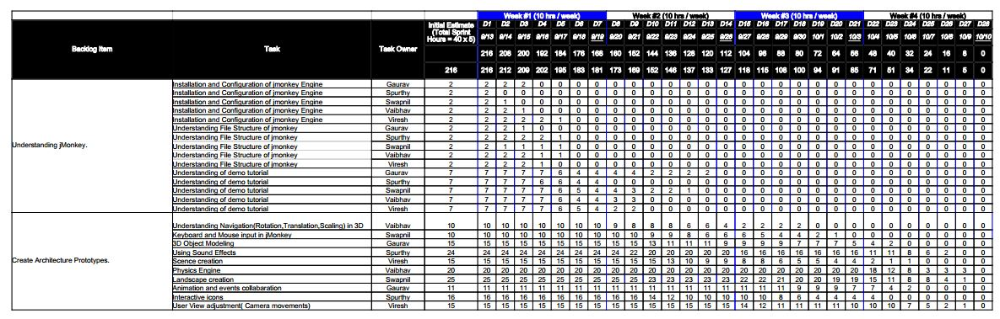 Week #1 (10 hrs / week) Week #2 (10 hrs / week) Week #3 (10 hrs / week) Week #4 (10 hrs / week)
Backlog Item Task Task Owner Initial Estimate (Total Sprint Hours = 40 x 5) D1 D2 D3 D4 D5 D6 D7 D8 D9 D10 D11 D12 D13 D14 D15 D16 D17 D18 D19 D20 D21 D22 D23 D24 D25 D26 D27 D28
9/13 9/14 9/15 9/16 9/17 9/18 9/19 9/20 9/21 9/22 9/23 9/24 9/25 9/26 9/27 9/28 9/29 9/30 10/1 10/2 10/3 10/4 10/5 10/6 10/7 10/8 10/9 10/10
216 208 200 192 184 176 168 160 152 144 136 128 120 112 104 96 88 80 72 64 56 48 40 32 24 16 8 0
216 216 212 209 202 195 183 181 173 169 152 146 137 133 127 118 115 108 100 94 91 85 71 51 34 22 11 5 0
Understanding jMonkey.
Installation and Configuration of jmonkey Engine Gaurav 2 2 2 2 0 0 0 0 0 0 0 0 0 0 0 0 0 0 0 0 0 0 0 0 0 0 0 0 0
Installation and Configuration of jmonkey Engine Spurthy 2 2 0 0 0 0 0 0 0 0 0 0 0 0 0 0 0 0 0 0 0 0 0 0 0 0 0 0 0
Installation and Configuration of jmonkey Engine Swapnil 2 2 1 0 0 0 0 0 0 0 0 0 0 0 0 0 0 0 0 0 0 0 0 0 0 0 0 0 0
Installation and Configuration of jmonkey Engine Vaibhav 2 2 2 1 0 0 0 0 0 0 0 0 0 0 0 0 0 0 0 0 0 0 0 0 0 0 0 0 0
Installation and Configuration of jmonkey Engine Viresh 2 2 2 2 2 1 0 0 0 0 0 0 0 0 0 0 0 0 0 0 0 0 0 0 0 0 0 0 0
Understanding File Structure of jmonkey Gaurav 2 2 2 1 0 0 0 0 0 0 0 0 0 0 0 0 0 0 0 0 0 0 0 0 0 0 0 0 0
Understanding File Structure of jmonkey Spurthy 2 2 2 2 2 1 0 0 0 0 0 0 0 0 0 0 0 0 0 0 0 0 0 0 0 0 0 0 0
Understanding File Structure of jmonkey Swapnil 2 2 1 1 1 1 0 0 0 0 0 0 0 0 0 0 0 0 0 0 0 0 0 0 0 0 0 0 0
Understanding File Structure of jmonkey Vaibhav 2 2 2 2 1 1 0 0 0 0 0 0 0 0 0 0 0 0 0 0 0 0 0 0 0 0 0 0 0
Understanding File Structure of jmonkey Viresh 2 2 2 2 1 0 0 0 0 0 0 0 0 0 0 0 0 0 0 0 0 0 0 0 0 0 0 0 0
Understanding of demo tutorial Gaurav 7 7 7 7 7 6 4 4 4 4 2 2 2 2 0 0 0 0 0 0 0 0 0 0 0 0 0 0 0
Understanding of demo tutorial Spurthy 7 7 7 7 6 6 4 4 0 0 0 0 0 0 0 0 0 0 0 0 0 0 0 0 0 0 0 0 0
Understanding of demo tutorial Swapnil 7 7 7 7 7 6 5 4 4 3 2 2 1 0 0 0 0 0 0 0 0 0 0 0 0 0 0 0 0
Understanding of demo tutorial Vaibhav 7 7 7 7 7 6 4 4 3 3 0 0 0 0 0 0 0 0 0 0 0 0 0 0 0 0 0 0 0
Understanding of demo tutorial Viresh 7 7 7 7 7 6 5 4 2 2 0 0 0 0 0 0 0 0 0 0 0 0 0 0 0 0 0 0 0
Create Architecture Prototypes.
Understanding Navigation(Rotation,Translation,Scaling) in 3D Vaibhav 10 10 10 10 10 10 10 10 9 8 8 8 6 6 4 2 2 2 2 0 0 0 0 0 0 0 0 0 0
Keyboard and Mouse input in jMonkey Swapnil 10 10 10 10 10 10 10 10 10 10 9 9 8 6 6 6 5 4 4 2 1 0 0 0 0 0 0 0 0
3D Object Modeling Gaurav 15 15 15 15 15 15 15 15 15 15 13 11 11 11 9 9 9 9 7 7 7 5 4 2 0 0 0 0 0
Using Sound Effects Spurthy 24 24 24 24 24 24 24 24 24 22 20 20 20 20 20 16 16 16 16 16 16 16 11 11 8 6 2 0 0
Scence creation Viresh 15 15 15 15 15 15 15 15 15 15 15 13 10 9 9 8 8 6 5 5 4 4 2 1 1 0 0 0 0
Physics Engine Vaibhav 20 20 20 20 20 20 20 20 20 20 20 20 20 20 20 20 20 20 20 20 20 20 18 12 8 3 3 3 0
Landscape creation Swapnil 25 25 25 25 25 25 25 25 25 25 23 23 23 23 22 22 22 21 20 20 19 19 15 11 8 8 4 1 0
Animation and events collabaration Gaurav 11 11 11 11 11 11 11 11 11 11 11 11 11 11 11 11 11 11 9 9 9 7 7 4 2 0 0 0 0
Interactive icons Spurthy 16 16 16 16 16 16 16 16 16 16 14 12 10 10 10 10 10 8 6 4 4 4 4 0 0 0 0 0 0
User View adjustment( Camera movements) Viresh 15 15 15 15 15 15 15 15 15 15 15 15 15 15 15 14 12 11 11 11 11 10 10 10 7 5 2 1 0